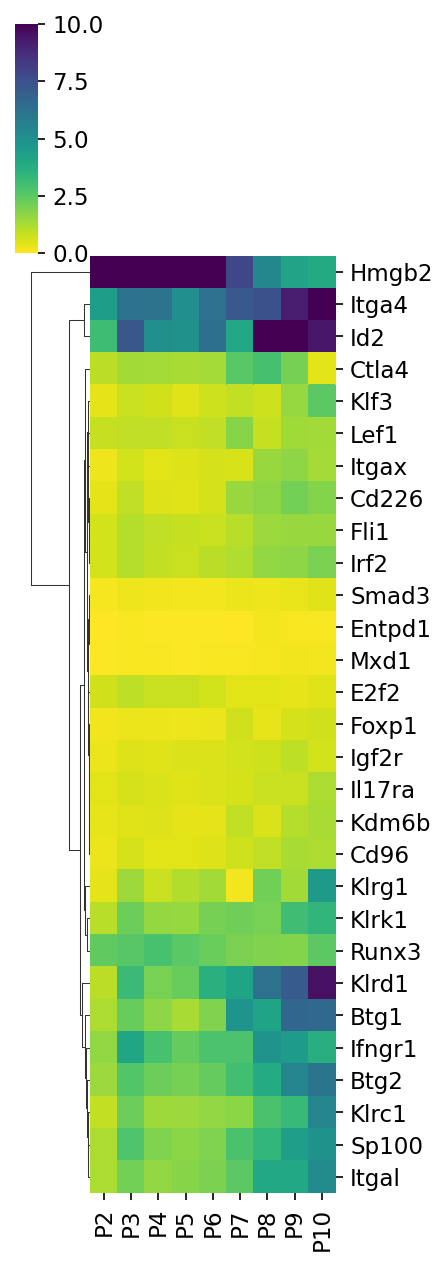 10.0
7.5
5.0
2.5
0.0
Hmgb2
Itga4
Id2
Ctla4
Klf3
Lef1
Itgax
Cd226
Fli1
Irf2
Smad3
Entpd1
Mxd1
E2f2
Foxp1
Igf2r
Il17ra
Kdm6b
Cd96
Klrg1
Klrk1
Runx3
Klrd1
Btg1
Ifngr1
Btg2
Klrc1
Sp100
Itgal
P2 P3 P4 P5 P6 P7 P8 P9 P10